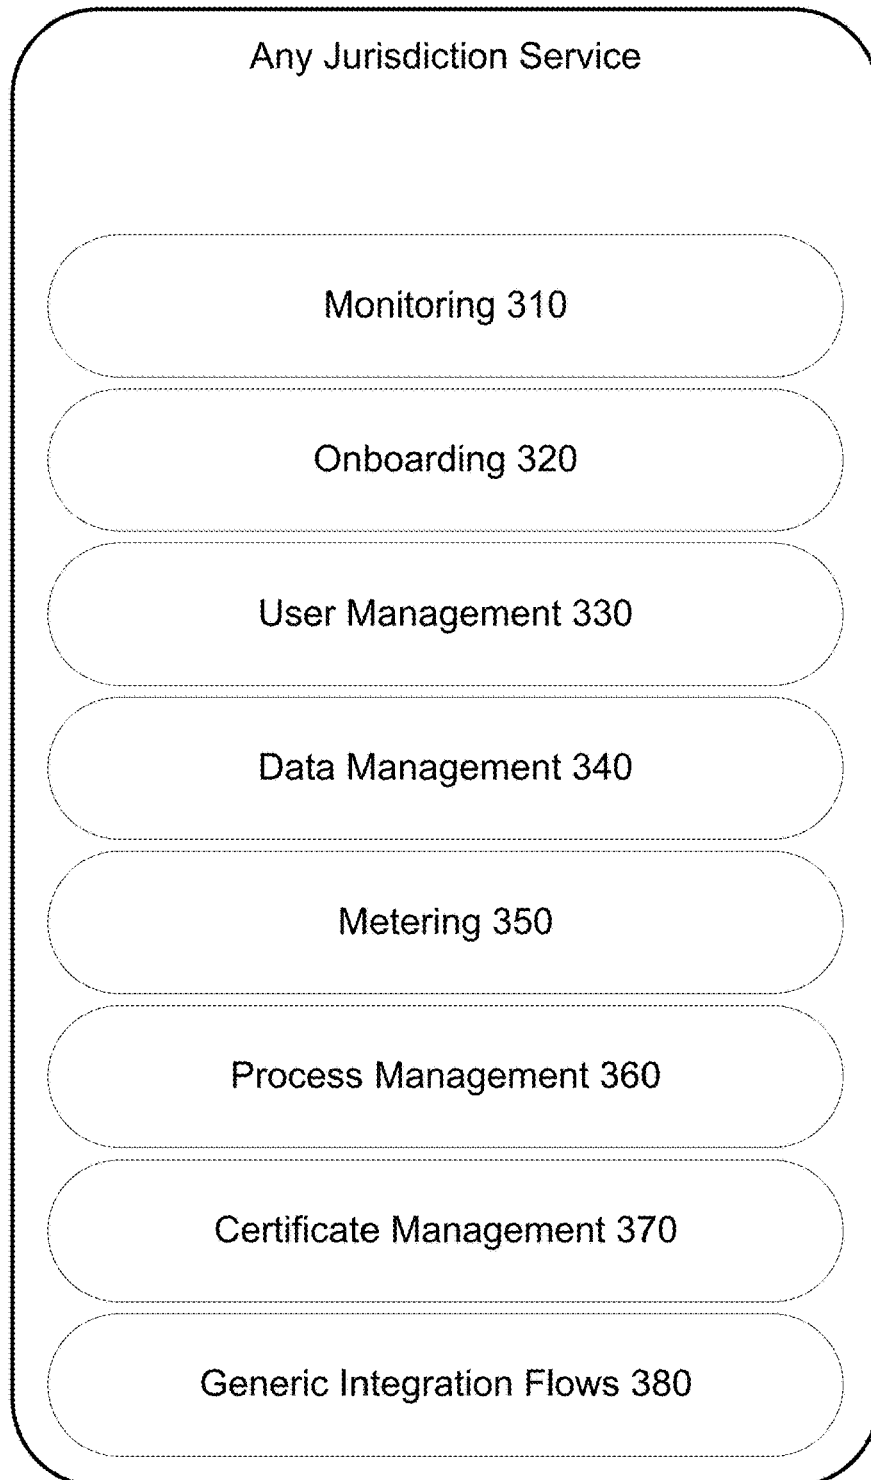 Any Jurisdiction Service
Monitoring 310
Onboarding 320
User Management 330
Data Management 340
Metering 350
Process Management 360
Certificate Management 370
Generic Integration Flows 380